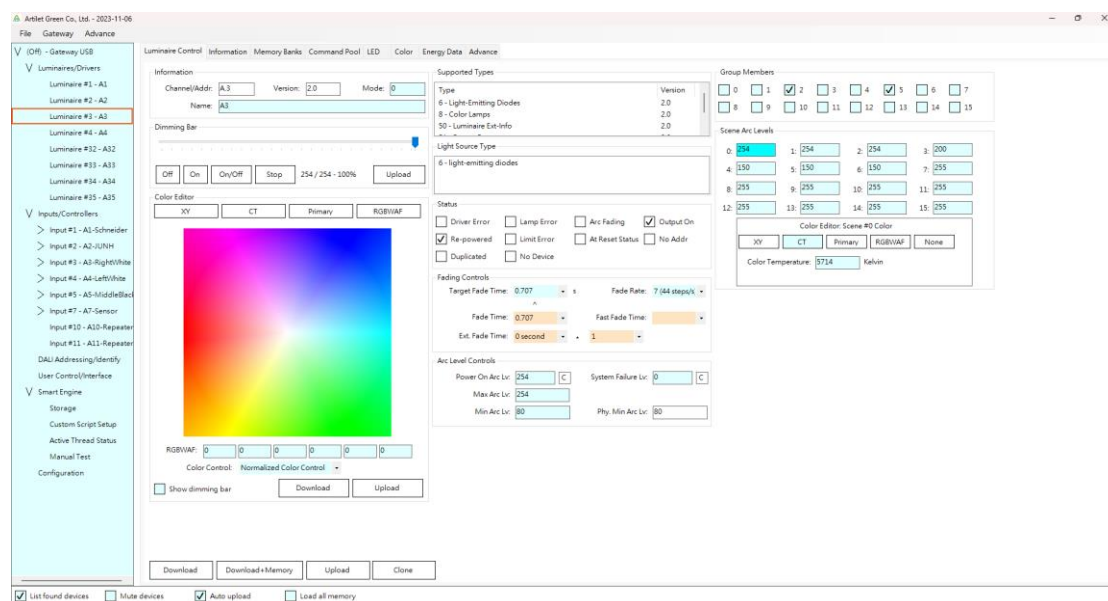 Artilet Green Co., Ltd. - 2023-11-06
File Gateway Advance
(Off) - Gateway USB
Luminaires/Drivers
Luminaire #1 - A1
Luminaire #2 - A2
Luminaire #3 - A3
Luminaire #4 - A4
Luminaire #32 - A32
Luminaire #33 - A33
Luminaire #34 - A34
Luminaire #35 - A35
Inputs/Controllers
Input #1 - A1-Schneider
Input #2 - A2-JUNH
Input #3 - A3-RightWhite
Input #4 - A4-LeftWhite
Input #5 - A5-MiddleBlac
Input #7 - A7-Sensor
Input #10 - A10-Repeater
Input #11 - A11-Repeater
DALI Addressing/Identify
User Control/Interface
Smart Engine
Storage
Custom Script Setup
Active Thread Status
Manual Test
Configuration
Luminaire Control Information Memory Banks Command Pool LED Color Energy Data Advance
Information
Channel/Addr: A.3 Version: 2.0 Mode: 0
Name: A3
Dimming Bar
Off On On/Off Stop 254 / 254 - 100% Upload
Color Editor
XY CT Primary RGBWAF
RGBWAF: 0 0 0 0 0 0
Color Control: Normalized Color Control
Show dimming bar Download Upload
Download Download+Memory Upload Clone
Supported Types
Type Version
6 - Light-Emitting Diodes 2.0
8 - Color Lamps 2.0
50 - Luminaire Ext-Info 2.0
Light Source Type
6 - light-emitting diodes
Status
Driver Error Lamp Error Arc Fading Output On
Re-powered Limit Error At Reset Status No Addr
Duplicated No Device
Fading Controls
Target Fade Time: 0.707 s Fade Rate: 7 (44 steps/s
^
Fade Time: 0.707 Fast Fade Time:
Ext. Fade Time: 0 second . 1
Arc Level Controls
Power On Arc Lv: 254 C System Failure Lv: 0 C
Max Arc Lv: 254
Min Arc Lv: 80 Phy. Min Arc Lv: 80
Group Members
0 1 2 3 4 5 6 7
8 9 10 11 12 13 14 15
Scene Arc Levels
0: 254 1: 254 2: 254 3: 200
4: 150 5: 150 6: 150 7: 255
8: 255 9: 255 10: 255 11: 255
12: 255 13: 255 14: 255 15: 255
Color Editor: Scene #0 Color
XY CT Primary RGBWAF None
Color Temperature: 5714 Kelvin
List found devices Mute devices Auto upload Load all memory